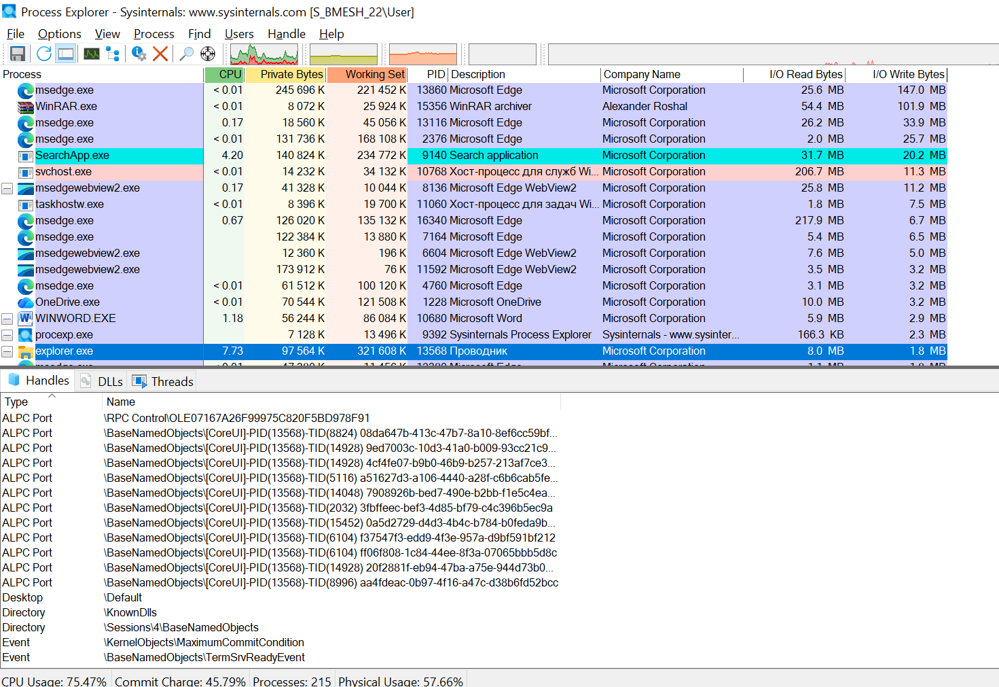 Process Explorer - Sysinternals: www.sysinternals.com [S_BMESH_22\User]
File Options View Process Find Users Handle Help
Process CPU Private Bytes Working Set PID Description Company Name I/O Read Bytes I/O Write Bytes
msedge.exe < 0.01 245 696 K 221 452 K 13860 Microsoft Edge Microsoft Corporation 25.6 MB 147.0 MB
WinRAR.exe < 0.01 8 072 K 25 924 K 15356 WinRAR archiver Alexander Roshal 54.4 MB 101.9 MB
msedge.exe 0.17 18 560 K 45 056 K 13116 Microsoft Edge Microsoft Corporation 26.2 MB 33.9 MB
msedge.exe < 0.01 131 736 K 168 108 K 2376 Microsoft Edge Microsoft Corporation 2.0 MB 25.7 MB
SearchApp.exe 4.20 140 824 K 234 772 K 9140 Search application Microsoft Corporation 31.7 MB 20.2 MB
svchost.exe < 0.01 14 232 K 34 132 K 10768 Хост-процесс для служб Wi... Microsoft Corporation 206.7 MB 11.3 MB
msedgewebview2.exe 0.17 41 328 K 10 044 K 8136 Microsoft Edge WebView2 Microsoft Corporation 25.8 MB 11.2 MB
taskhostw.exe < 0.01 8 396 K 19 700 K 11060 Хост-процесс для задач Wi... Microsoft Corporation 1.8 MB 7.5 MB
msedge.exe 0.67 126 020 K 135 132 K 16340 Microsoft Edge Microsoft Corporation 217.9 MB 6.7 MB
msedge.exe 122 384 K 13 880 K 7164 Microsoft Edge Microsoft Corporation 5.4 MB 6.5 MB
msedgewebview2.exe 12 360 K 196 K 6604 Microsoft Edge WebView2 Microsoft Corporation 7.6 MB 5.0 MB
msedgewebview2.exe 173 912 K 76 K 11592 Microsoft Edge WebView2 Microsoft Corporation 3.5 MB 3.2 MB
msedge.exe < 0.01 61 512 K 100 120 K 4760 Microsoft Edge Microsoft Corporation 3.1 MB 3.2 MB
OneDrive.exe < 0.01 70 544 K 121 508 K 1228 Microsoft OneDrive Microsoft Corporation 10.0 MB 3.2 MB
WINWORD.EXE 1.18 56 244 K 86 084 K 10680 Microsoft Word Microsoft Corporation 5.9 MB 2.9 MB
procexp.exe 7 128 K 13 496 K 9392 Sysinternals Process Explorer Sysinternals - www.sysinter... 166.3 KB 2.3 MB
explorer.exe 7.73 97 564 K 321 608 K 13568 Проводник Microsoft Corporation 8.0 MB 1.8 MB
Handles DLLs Threads
Type Name
ALPC Port \RPC Control\OLE07167A26F99975C820F5BD978F91
ALPC Port \BaseNamedObjects\[CoreUI]-PID(13568)-TID(8824) 08da647b-413c-47b7-8a10-8ef6cc59bf...
ALPC Port \BaseNamedObjects\[CoreUI]-PID(13568)-TID(14928) 9ed7003c-10d3-41a0-b009-93cc21c9...
ALPC Port \BaseNamedObjects\[CoreUI]-PID(13568)-TID(14928) 4cf4fe07-b9b0-46b9-b257-213af7ce3...
ALPC Port \BaseNamedObjects\[CoreUI]-PID(13568)-TID(5116) a51627d3-a106-4440-a28f-c6b6cab5fe...
ALPC Port \BaseNamedObjects\[CoreUI]-PID(13568)-TID(14048) 7908926b-bed7-490e-b2bb-f1e5c4ea...
ALPC Port \BaseNamedObjects\[CoreUI]-PID(13568)-TID(2032) 3fbffeec-bef3-4d85-bf79-c4c396b5ec9a
ALPC Port \BaseNamedObjects\[CoreUI]-PID(13568)-TID(15452) 0a5d2729-d4d3-4b4c-b784-b0feda9b...
ALPC Port \BaseNamedObjects\[CoreUI]-PID(13568)-TID(6104) f37547f3-edd9-4f3e-957a-d9bf591bf212
ALPC Port \BaseNamedObjects\[CoreUI]-PID(13568)-TID(6104) ff06f808-1c84-44ee-8f3a-07065bbb5d8c
ALPC Port \BaseNamedObjects\[CoreUI]-PID(13568)-TID(14928) 20f2881f-eb94-47ba-a75e-944d73b0...
ALPC Port \BaseNamedObjects\[CoreUI]-PID(13568)-TID(8996) aa4fdeac-0b97-4f16-a47c-d38b6fd52bcc
Desktop \Default
Directory \KnownDlls
Directory \Sessions\4\BaseNamedObjects
Event \KernelObjects\MaximumCommitCondition
Event \BaseNamedObjects\TermSrvReadyEvent
CPU Usage: 75.47% Commit Charge: 45.79% Processes: 215 Physical Usage: 57.66%